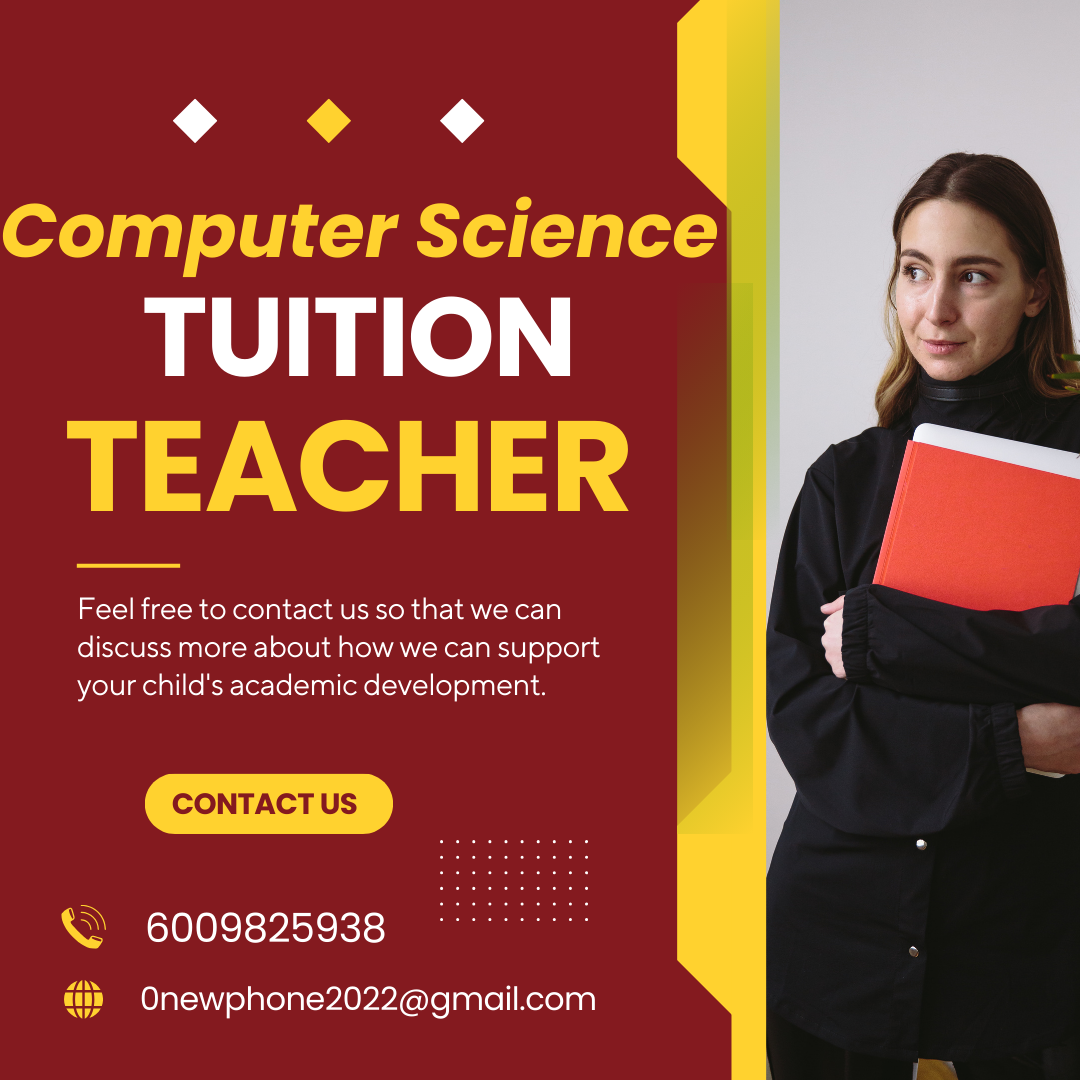 Computer Science
TUITION
TEACHER
Feel free to contact us so that we can
discuss more about how we can support
your child's academic development.
CONTACT US
6009825938
0newphone2022@gmail.com